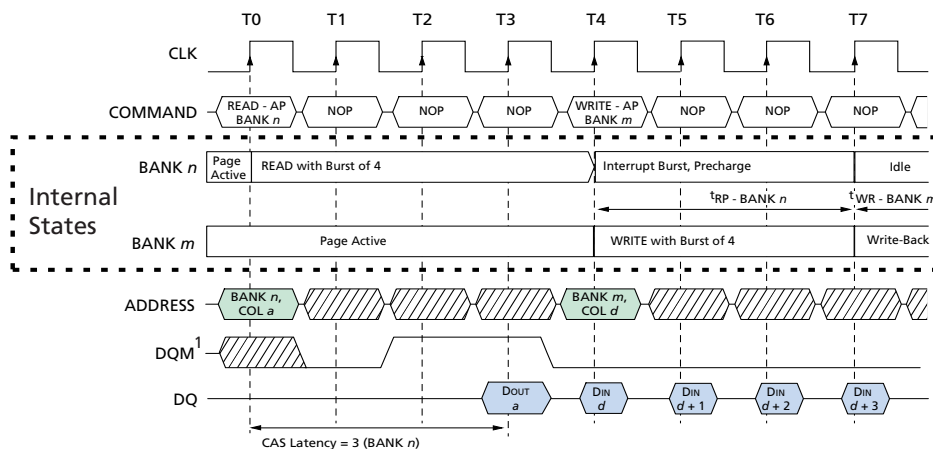 T0 T1 T2 T3 T4 T5 T6 T7
CLK
COMMAND
READ - AP
BANK n
NOP NOP NOP
WRITE - AP
BANK m
NOP NOP NOP
Internal
States
BANK n
Page
Active
READ with Burst of 4
Interrupt Burst, Precharge
Idle
tRP - BANK n
tWR - BANK m
BANK m
Page Active
WRITE with Burst of 4
Write-Back
ADDRESS
BANK n,
COL a
BANK m,
COL d
DQM1
DQ
DOUT
a
DIN
d
DIN
d + 1
DIN
d + 2
DIN
d + 3
CAS Latency = 3 (BANK n)